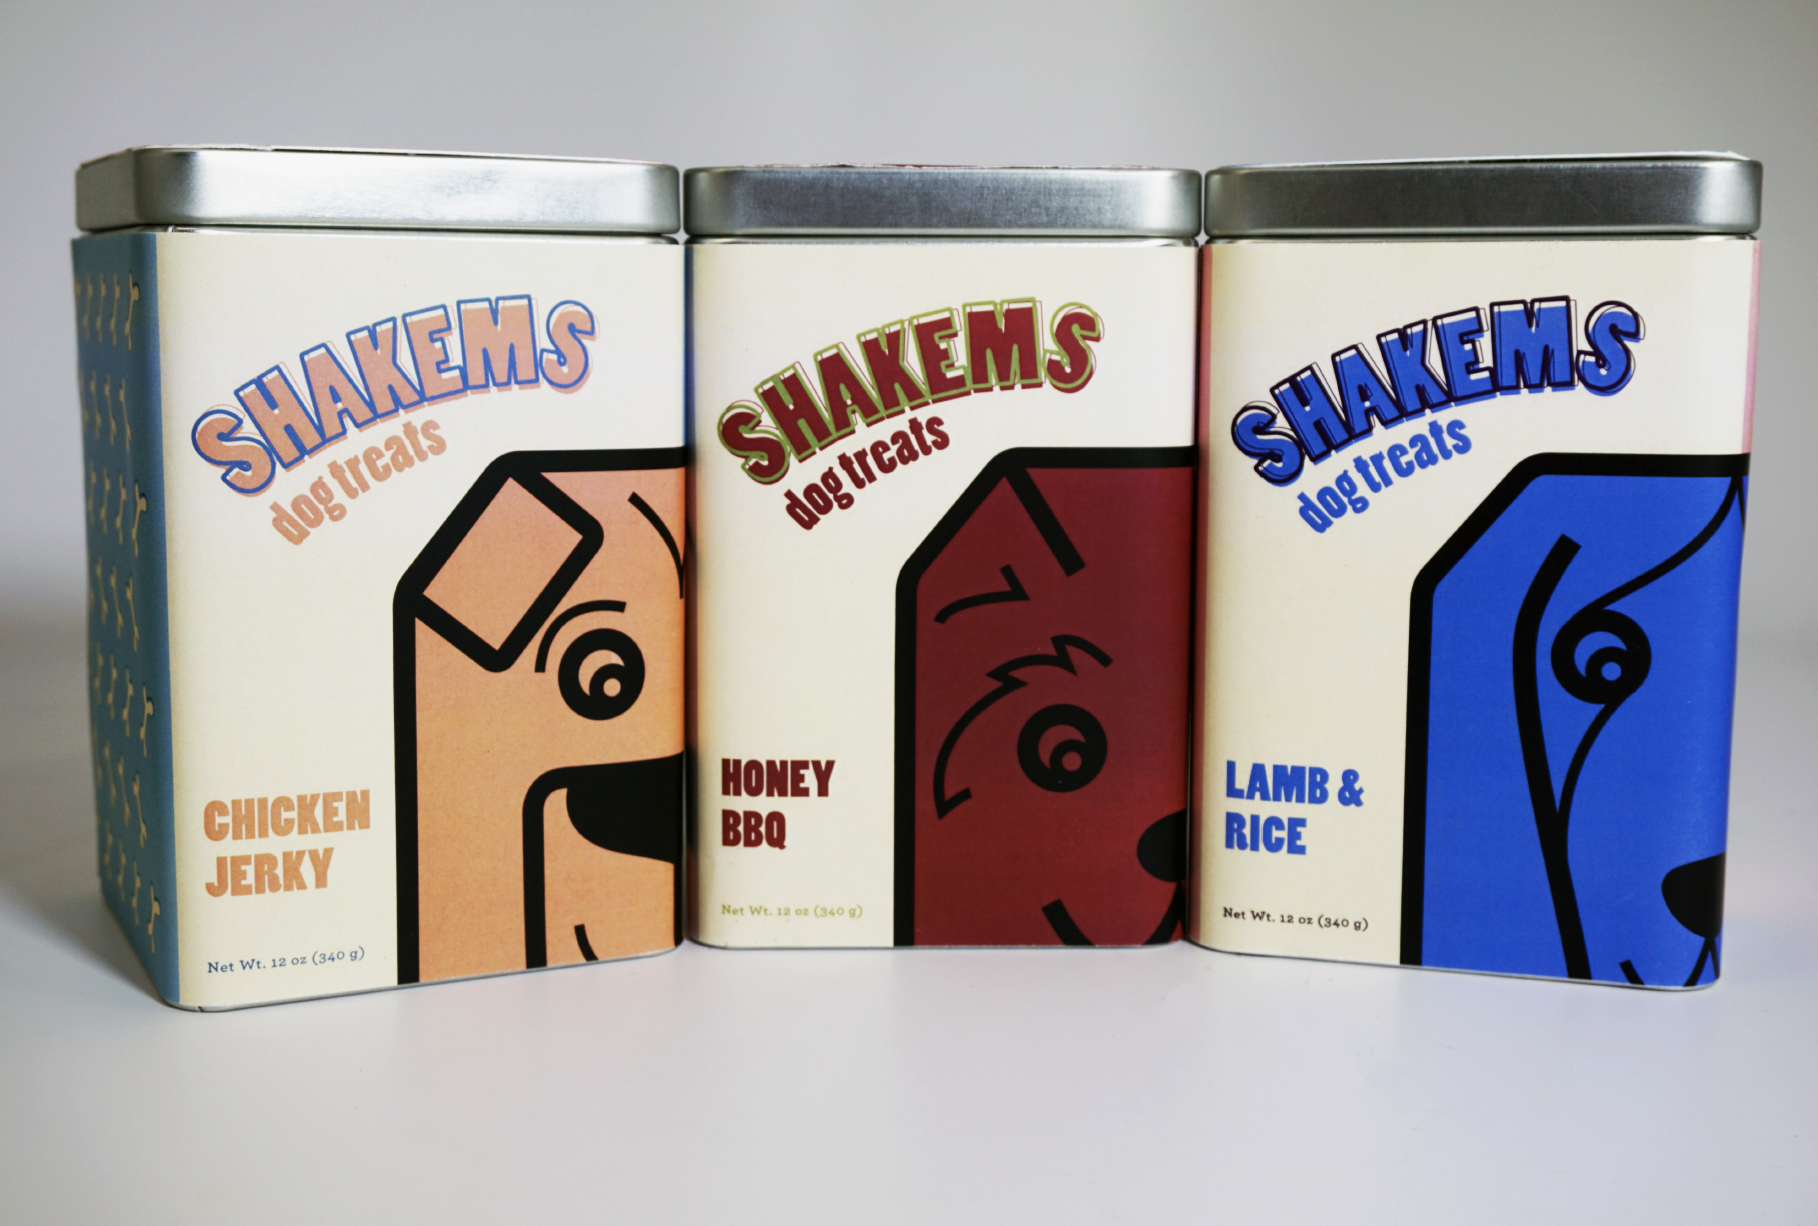 SHAKEMS
dog treats
CHICKEN
JERKY
Net Wt. 12 oz (340 g)
SHAKEMS
dog treats
HONEY
BBQ
Net Wt. 12 oz (340 g)
SHAKEMS
dog treats
LAMB &
RICE
Net Wt. 12 oz (340 g)